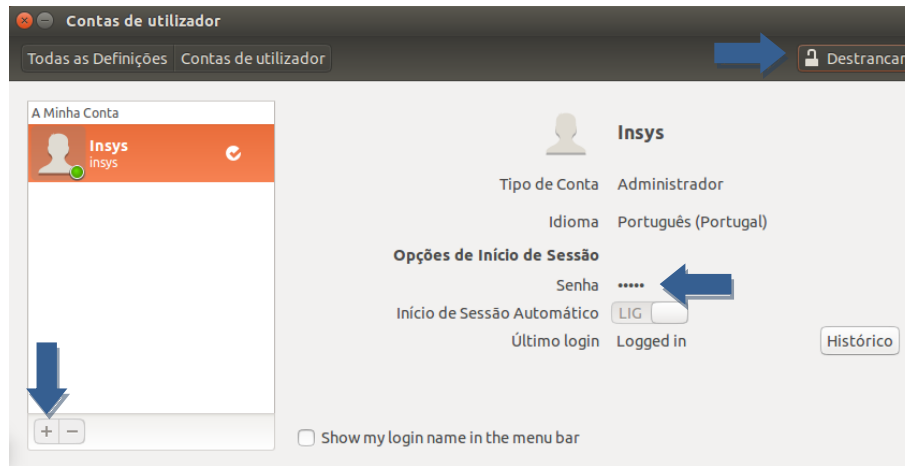 Contas de utilizador
Todas as Definições Contas de utilizador
Destrancar
A Minha Conta
Insys
insys
Insys
Tipo de Conta Administrador
Idioma Português (Portugal)
Opções de Início de Sessão
Senha •••••
Início de Sessão Automático LIG
Último login Logged in Histórico
+ −
Show my login name in the menu bar